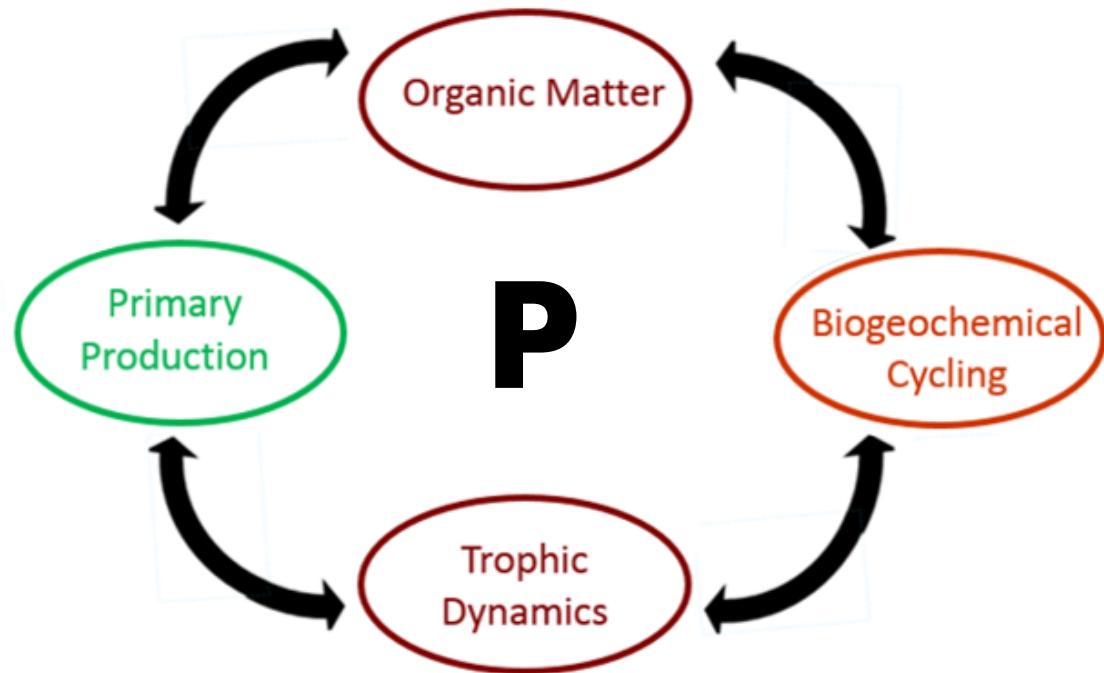 Organic Matter
Primary
Production
P
Biogeochemical
Cycling
Trophic
Dynamics